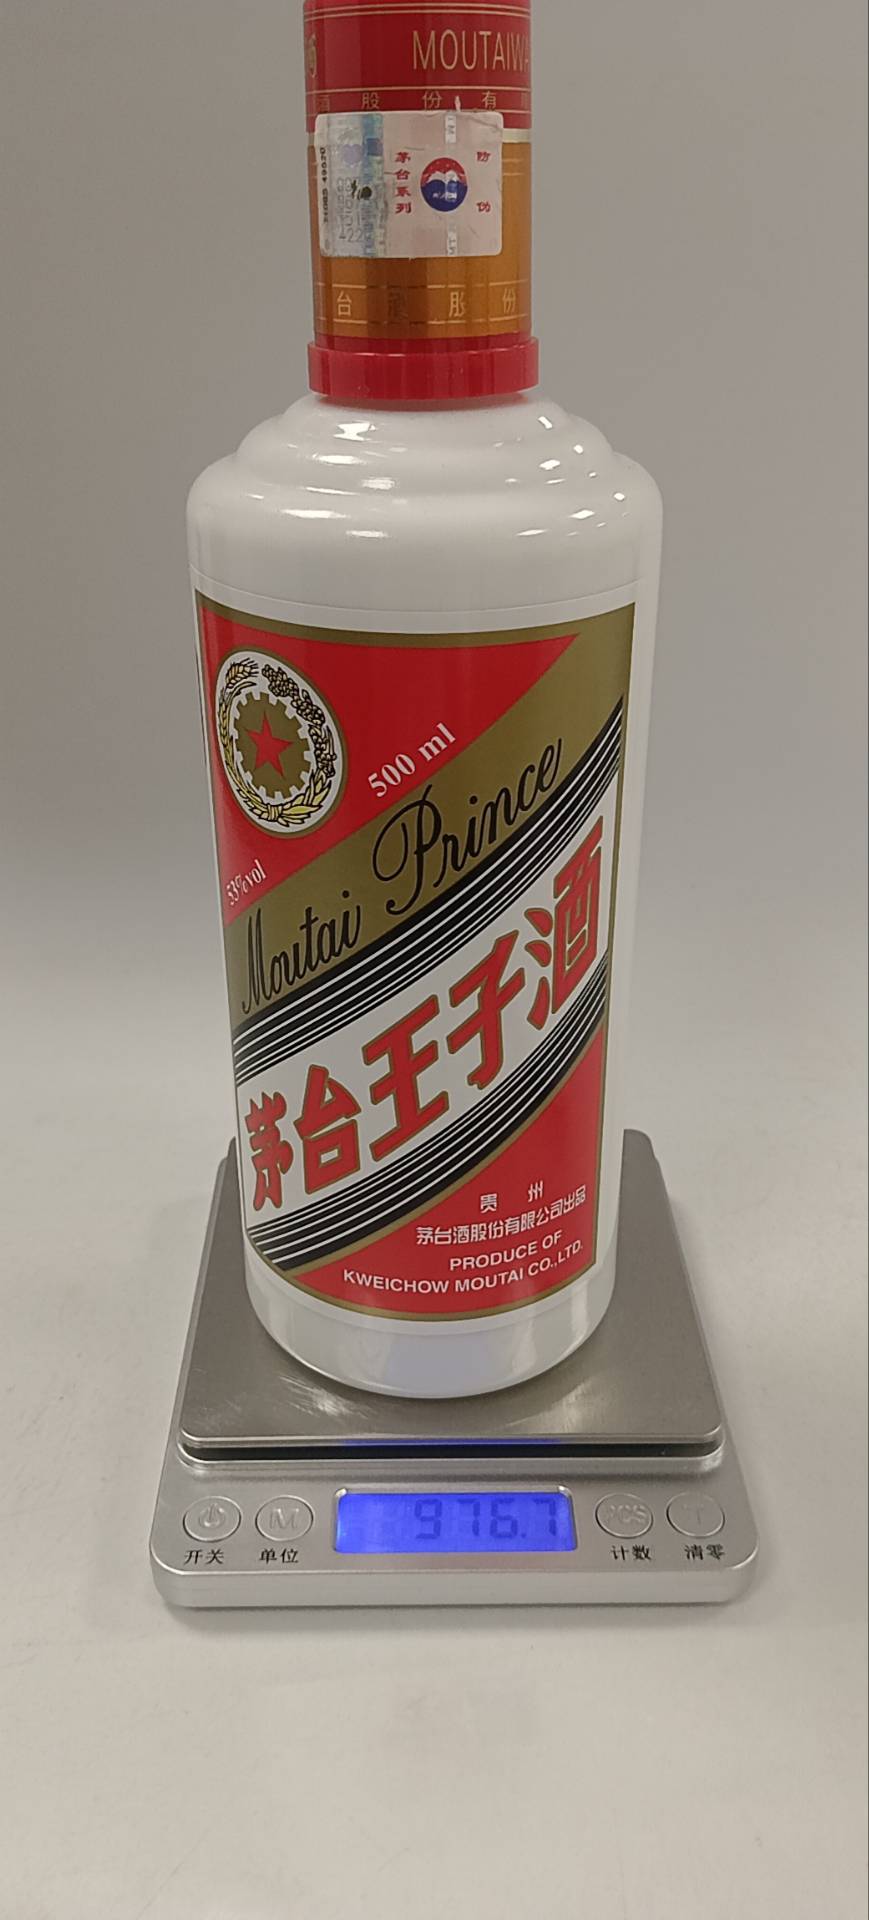 MOUTAIWA
酒股份有
茅台系列
防伪
台酒股份
500 ml
53%vol
Moutai Prince
茅台王子酒
贵州
茅台酒股份有限公司出品
PRODUCE OF
KWEICHOW MOUTAI CO.,LTD.
976.7
M
PCS
T
开关
单位
计数
清零